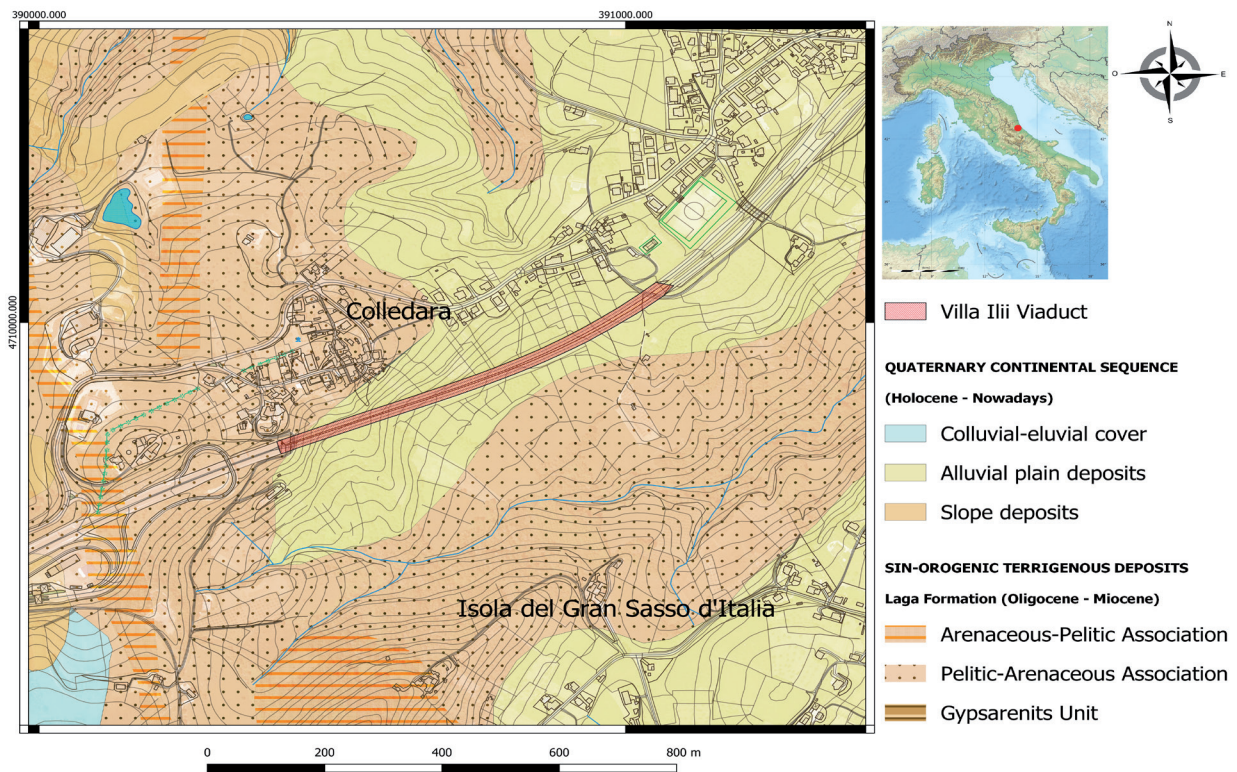 390000.000
391000.000
4710000.000
Colledara
Isola del Gran Sasso d'Italia
0 200 400 600 800 m
N
O
E
S
Villa Ilii Viaduct
QUATERNARY CONTINENTAL SEQUENCE
(Holocene - Nowadays)
Colluvial-eluvial cover
Alluvial plain deposits
Slope deposits
SIN-OROGENIC TERRIGENOUS DEPOSITS
Laga Formation (Oligocene - Miocene)
Arenaceous-Pelitic Association
Pelitic-Arenaceous Association
Gypsarenits Unit